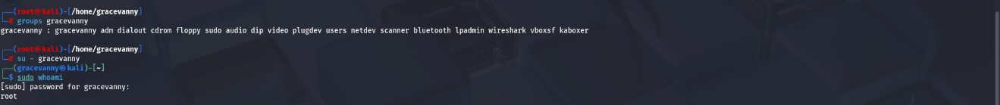 ┌──(root㉿kali)-[/home/gracevanny]
└─# groups gracevanny
gracevanny : gracevanny adm dialout cdrom floppy sudo audio dip video plugdev users netdev scanner bluetooth lpadmin wireshark vboxsf kaboxer
┌──(root㉿kali)-[/home/gracevanny]
└─# su - gracevanny
┌──(gracevanny㉿kali)-[~]
└─$ sudo whoami
[sudo] password for gracevanny:
root